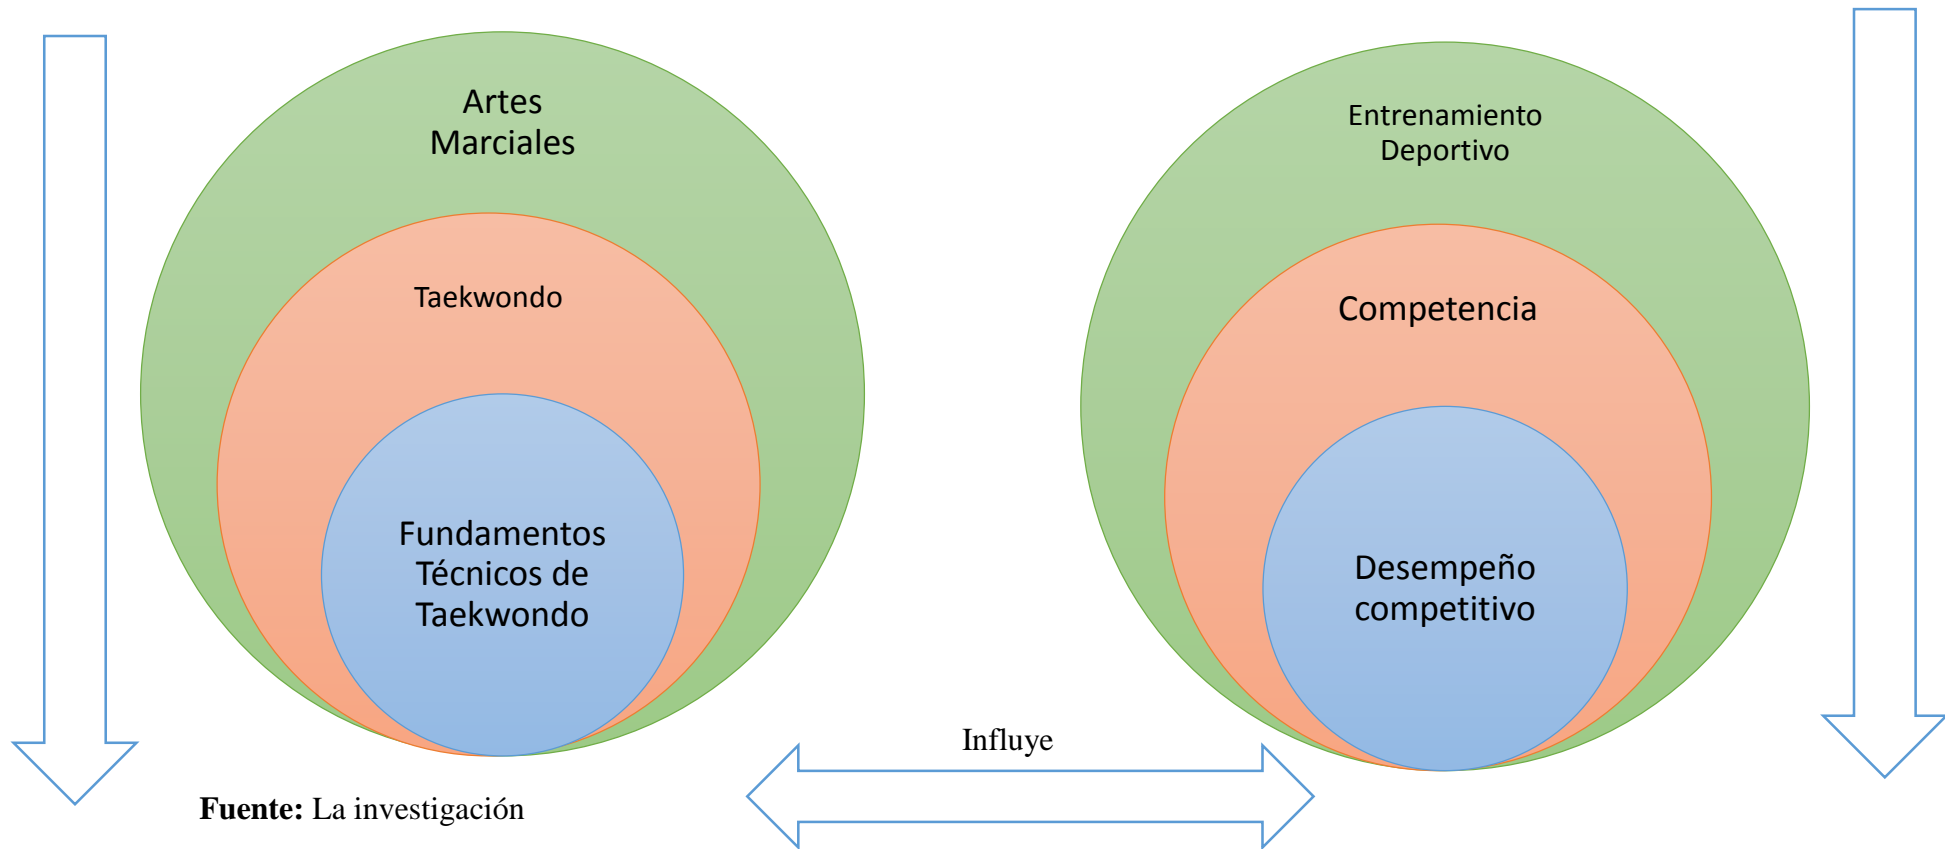 Artes
Marciales
Taekwondo
Fundamentos
Técnicos de
Taekwondo
Entrenamiento
Deportivo
Competencia
Desempeño
competitivo
Influye
Fuente: La investigación